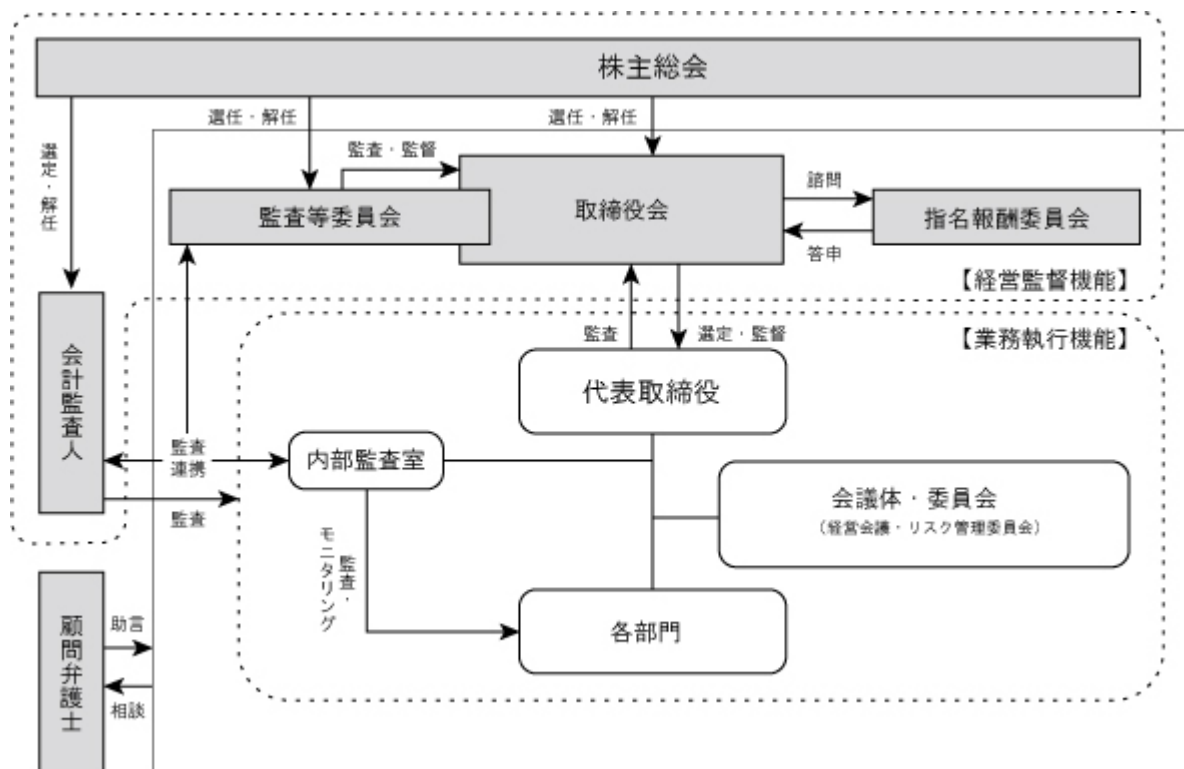 株主総会
選任・解任
選任・解任
選定・解任
監査・監督
監査等委員会
取締役会
諮問
答申
指名報酬委員会
【経営監督機能】
【業務執行機能】
監査
選定・監督
代表取締役
会計監査人
監査
連携
監査
内部監査室
会議体・委員会
（経営会議・リスク管理委員会）
監査・
モニタリング
各部門
顧問弁護士
助言
相談